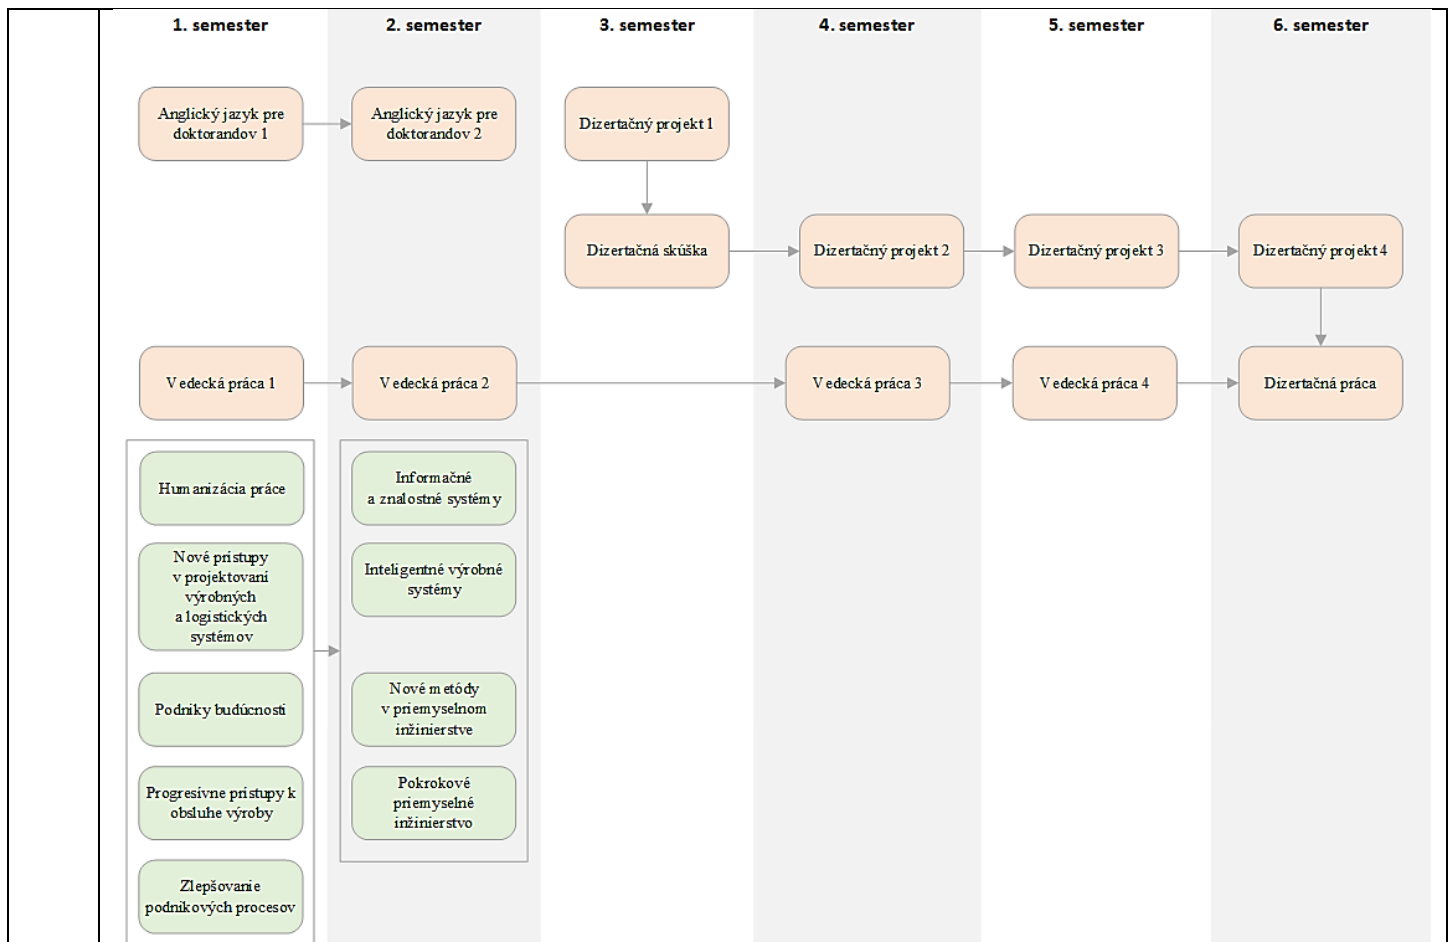 1. semester
2. semester
3. semester
4. semester
5. semester
6. semester
Anglický jazyk pre
doktorandov 1
Anglický jazyk pre
doktorandov 2
Dizertačný projekt 1
Dizertačná skúška
Dizertačný projekt 2
Dizertačný projekt 3
Dizertačný projekt 4
Vedecká práca 1
Vedecká práca 2
Vedecká práca 3
Vedecká práca 4
Dizertačná práca
Humanizácia práce
Nové prístupy
v projektovaní
výrobných
a logistických
systémov
Podniky budúcnosti
Progresívne prístupy k
obsluhe výroby
Zlepšovanie
podnikových procesov
Informačné
a znalostné systémy
Inteligentné výrobné
systémy
Nové metódy
v priemyselnom
inžinierstve
Pokrokové
priemyselné
inžinierstvo